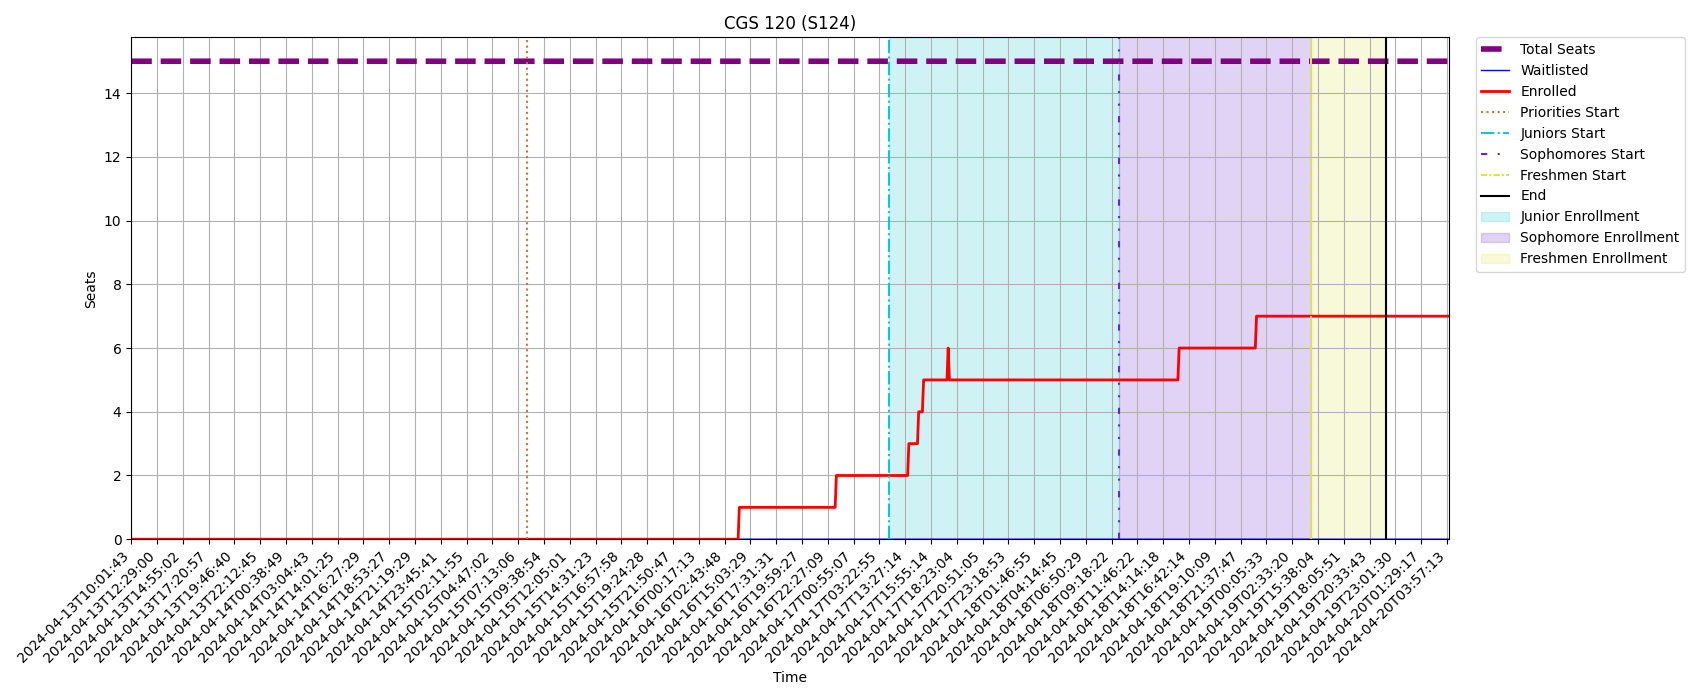 CGS 120 (S124)
Total Seats
Waitlisted
Enrolled
Priorities Start
Juniors Start
Sophomores Start
Freshmen Start
End
Junior Enrollment
Sophomore Enrollment
Freshmen Enrollment
Seats
14
12
10
8
6
4
2
0
2024-04-13T10:01:43
2024-04-13T12:29:00
2024-04-13T14:55:02
2024-04-13T17:20:57
2024-04-13T19:46:40
2024-04-13T22:12:45
2024-04-14T00:38:49
2024-04-14T03:04:43
2024-04-14T14:01:25
2024-04-14T16:27:29
2024-04-14T18:53:27
2024-04-14T21:19:29
2024-04-14T23:45:41
2024-04-15T02:11:55
2024-04-15T04:47:02
2024-04-15T07:13:06
2024-04-15T09:38:54
2024-04-15T12:05:01
2024-04-15T14:31:23
2024-04-15T16:57:58
2024-04-15T19:24:28
2024-04-15T21:50:47
2024-04-16T00:17:13
2024-04-16T02:43:48
2024-04-16T15:03:29
2024-04-16T17:31:31
2024-04-16T19:59:27
2024-04-16T22:27:09
2024-04-17T00:55:07
2024-04-17T03:22:55
2024-04-17T13:27:14
2024-04-17T15:55:14
2024-04-17T18:23:04
2024-04-17T20:51:05
2024-04-17T23:18:53
2024-04-18T01:46:55
2024-04-18T04:14:45
2024-04-18T06:50:29
2024-04-18T09:18:22
2024-04-18T11:46:22
2024-04-18T14:14:18
2024-04-18T16:42:14
2024-04-18T19:10:09
2024-04-18T21:37:47
2024-04-19T00:05:33
2024-04-19T02:33:20
2024-04-19T15:38:04
2024-04-19T18:05:51
2024-04-19T20:33:43
2024-04-19T23:01:30
2024-04-20T01:29:17
2024-04-20T03:57:13
Time